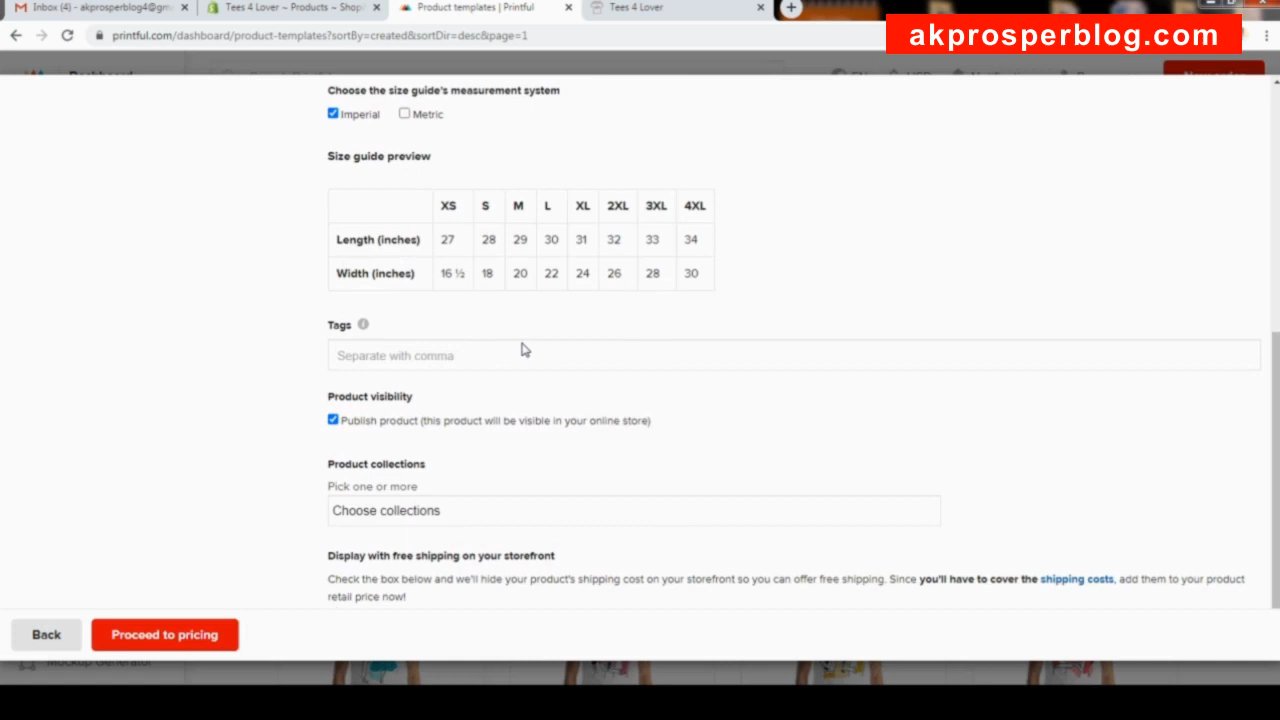 Inbox (4) - akprosperblog4@gm
Tees 4 Lover ~ Products ~ Shopi
Product templates | Printful
Tees 4 Lover
akprosperblog.com
printful.com/dashboard/product-templates?sortBy=created&sortDir=desc&page=1
Dashboard
Choose the size guide's measurement system
Imperial Metric
Size guide preview
XS S M L XL 2XL 3XL 4XL
Length (inches) 27 28 29 30 31 32 33 34
Width (inches) 16 ½ 18 20 22 24 26 28 30
Tags
Separate with comma
Product visibility
Publish product (this product will be visible in your online store)
Product collections
Pick one or more
Choose collections
Display with free shipping on your storefront
Check the box below and we'll hide your product's shipping cost on your storefront so you can offer free shipping. Since you'll have to cover the shipping costs, add them to your product
retail price now!
Back
Proceed to pricing
Mockup Generator